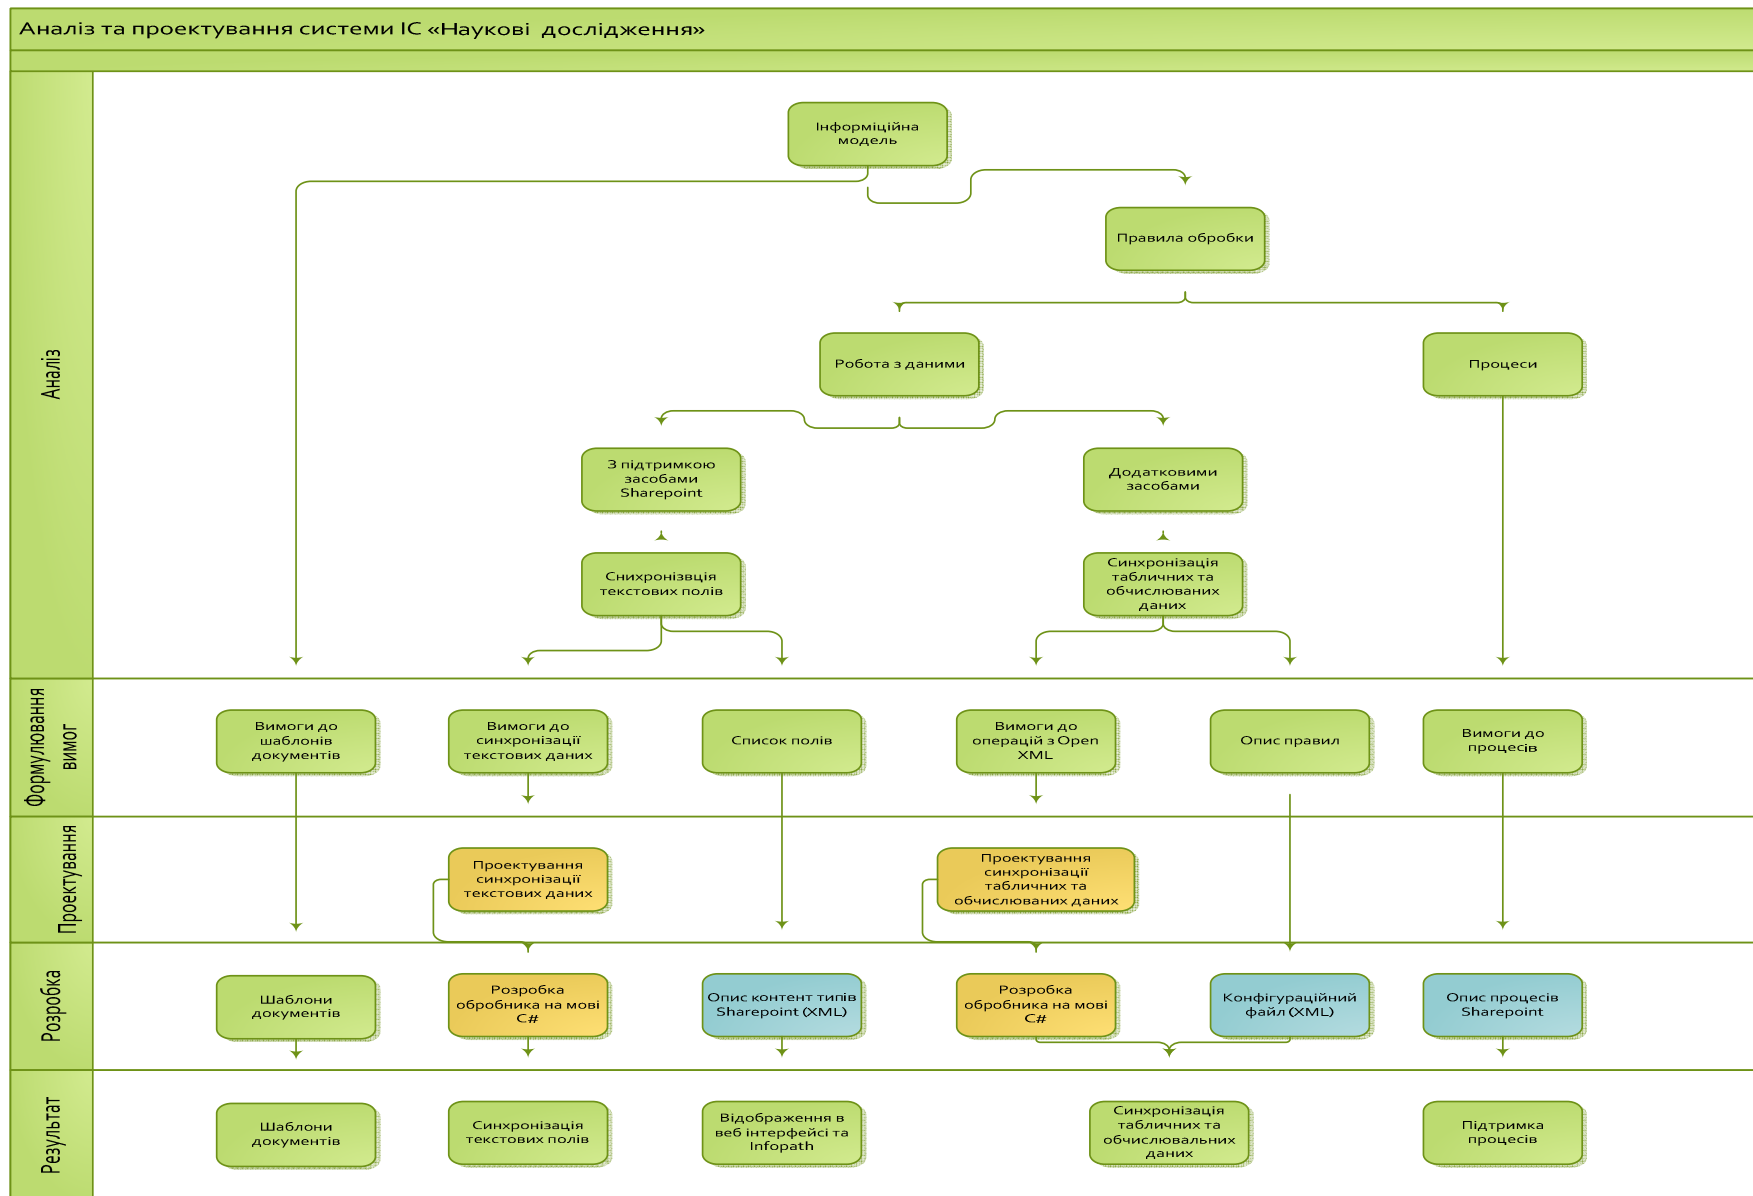 Аналіз та проектування системи ІС «Наукові дослідження»
Аналіз
Інформіційна
модель
Правила обробки
Робота з даними
Процеси
З підтримкою
засобами
Sharepoint
Додатковими
засобами
Снихронізвція
текстових полів
Синхронізація
табличних та
обчислюваних
даних
Формулювання
вимог
Вимоги до
шаблонів
документів
Вимоги до
синхронізації
текстових даних
Список полів
Вимоги до
операцій з Open
XML
Опис правил
Вимоги до
процесів
Проектування
Проектування
синхронізації
текстових даних
Проектування
синхронізації
табличних та
обчислюваних даних
Розробка
Шаблони
документів
Розробка
обробника на мові
C#
Опис контент типів
Sharepoint (XML)
Розробка
обробника на мові
C#
Конфігураційний
файл (XML)
Опис процесів
Sharepoint
Результат
Шаблони
документів
Синхронізація
текстових полів
Відображення в
веб інтерфейсі та
Infopath
Синхронізація
табличних та
обчислювальних
даних
Підтримка
процесів